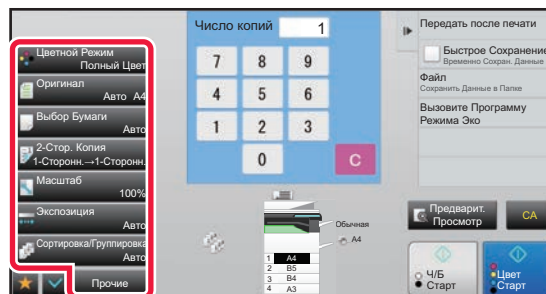 Цветной Режим
Полный Цвет
Оригинал
Авто A4
Выбор Бумаги
Авто
2-Стор. Копия
1-Сторонн.→1-Сторонн.
Масштаб
100%
Экспозиция
Авто
Сортировка/Группировка
Авто
Прочие
Число копий 1
7 8 9
4 5 6
1 2 3
0 C
Обычная
A4
1 A4
2 B5
3 B4
4 A3
Передать после печати
Быстрое Сохранение
Временно Сохран. Данные
Файл
Сохранить Данные в Папке
Вызовите Программу
Режима Эко
Предварит.
Просмотр
CA
Ч/Б
Старт
Цвет
Старт